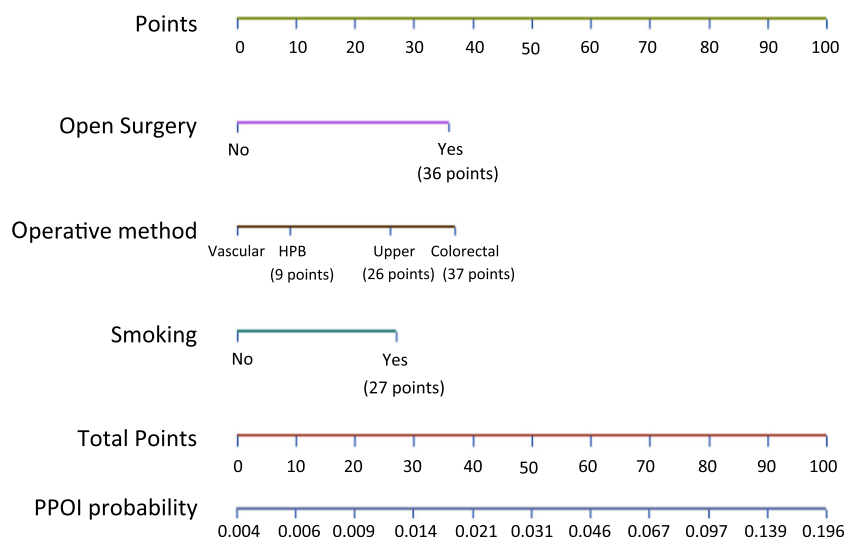 Points
0 10 20 30 40 50 60 70 80 90 100
Open Surgery
No Yes
(36 points)
Operative method
Vascular HPB Upper Colorectal
(9 points) (26 points) (37 points)
Smoking
No Yes
(27 points)
Total Points
0 10 20 30 40 50 60 70 80 90 100
PPOI probability
0.004 0.006 0.009 0.014 0.021 0.031 0.046 0.067 0.097 0.139 0.196